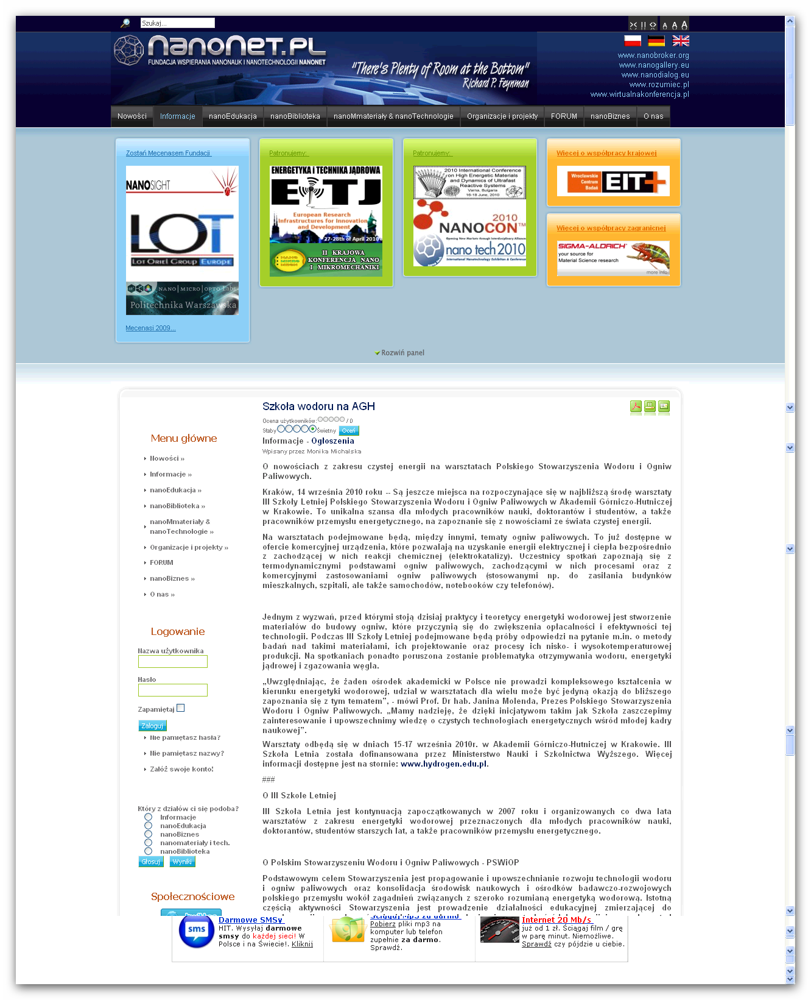 Szukaj...
NANONET.PL
FUNDACJA WSPIERANIA NANONAUK I NANOTECHNOLOGII NANONET
"There's Plenty of Room at the Bottom"
Richard P. Feynman
A A A
www.nanobroker.org
www.nanogallery.eu
www.nanodialog.eu
www.rozumiec.pl
www.wirtualnakonferencja.pl
Nowości Informacje nanoEdukacja nanoBiblioteka nanoMmateriały & nanoTechnologie Organizacje i projekty FORUM nanoBiznes O nas
Zostań Mecenasem Fundacji
NANOSIGHT
LOT
LOT ORIEL GROUP EUROPE
NANO | MICRO | OPTO Labs
Politechnika Warszawska
Mecenasi 2009...
Patronujemy:
ENERGETYKA i TECHNIKA JĄDROWA
EiTJ
European Research
Infrastructures for Innovation
and Development
27-28th of April 2010
II KRAJOWA
KONFERENCJA NANO
I MIKROMECHANIKI
Patronujemy:
2010 International Conference
on High Energetic Materials
and Dynamics of Ultrafast
Reactive Systems
Varna, Bulgaria
16-18 June, 2010
2010
NANOCON™
Opening New Markets through Interdisciplinary Alliance
nano tech 2010
International Nanotechnology Exhibition & Conference
Wiecej o współpracy krajowej
Wrocławskie
Centrum
Badań
EIT+
Wiecej o współpracy zagranicnej
SIGMA-ALDRICH
your source for
Material Science research
more info
Rozwiń panel
Szkoła wodoru na AGH
Ocena użytkowników: / 0
Słaby Świetny Oceń
Informacje - Ogłoszenia
Wpisany przez Monika Michalska
O nowościach z zakresu czystej energii na warsztatach Polskiego Stowarzyszenia Wodoru i Ogniw
Paliwowych.
Kraków, 14 września 2010 roku -- Są jeszcze miejsca na rozpoczynające się w najbliższą środę warsztaty
III Szkoły Letniej Polskiego Stowarzyszenia Wodoru i Ogniw Paliwowych w Akademii Górniczo-Hutniczej
w Krakowie. To unikalna szansa dla młodych pracowników nauki, doktorantów i studentów, a także
pracowników przemysłu energetycznego, na zapoznanie się z nowościami ze świata czystej energii.
Na warsztatach podejmowane będą, między innymi, tematy ogniw paliwowych. To już dostępne w
ofercie komercyjnej urządzenia, które pozwalają na uzyskanie energii elektrycznej i ciepła bezpośrednio
z zachodzącej w nich reakcji chemicznej (elektrokatalizy). Uczestnicy spotkań zapoznają się z
termodynamicznymi podstawami ogniw paliwowych, zachodzącymi w nich procesami oraz z
komercyjnymi zastosowaniami ogniw paliwowych (stosowanymi np. do zasilania budynków
mieszkalnych, szpitali, ale także samochodów, notebooków czy telefonów).
Jednym z wyzwań, przed którymi stoją dzisiaj praktycy i teoretycy energetyki wodorowej jest stworzenie
materiałów do budowy ogniw, które przyczynią się do zwiększenia opłacalności i efektywności tej
technologii. Podczas III Szkoły Letniej podejmowane będą próby odpowiedzi na pytanie m.in. o metody
badań nad takimi materiałami, ich projektowanie oraz procesy ich nisko- i wysokotemperaturowej
produkcji. Na spotkaniach ponadto poruszona zostanie problematyka otrzymywania wodoru, energetyki
jądrowej i zgazowania węgla.
„Uwzględniając, że żaden ośrodek akademicki w Polsce nie prowadzi kompleksowego kształcenia w
kierunku energetyki wodorowej, udział w warsztatach dla wielu może być jedyną okazją do bliższego
zapoznania się z tym tematem”, - mówi Prof. Dr hab. Janina Molenda, Prezes Polskiego Stowarzyszenia
Wodoru i Ogniw Paliwowych. „Mamy nadzieję, że dzięki inicjatywom takim jak Szkoła zaszczepimy
zainteresowanie i upowszechnimy wiedzę o czystych technologiach energetycznych wśród młodej kadry
naukowej”.
Warsztaty odbędą się w dniach 15-17 września 2010r. w Akademii Górniczo-Hutniczej w Krakowie. III
Szkoła Letnia została dofinansowana przez Ministerstwo Nauki i Szkolnictwa Wyższego. Więcej
informacji dostępne jest na stornie: www.hydrogen.edu.pl.
###
O III Szkole Letniej
III Szkoła Letnia jest kontynuacją zapoczątkowanych w 2007 roku i organizowanych co dwa lata
warsztatów z zakresu energetyki wodorowej przeznaczonych dla młodych pracowników nauki,
doktorantów, studentów starszych lat, a także pracowników przemysłu energetycznego.
O Polskim Stowarzyszeniu Wodoru i Ogniw Paliwowych - PSWiOP
Podstawowym celem Stowarzyszenia jest propagowanie i upowszechnianie rozwoju technologii wodoru
i ogniw paliwowych oraz konsolidacja środowisk naukowych i ośrodków badawczo-rozwojowych
polskiego przemysłu wokół zagadnień związanych z szeroko rozumianą energetyką wodorową. Istotną
częścią aktywności Stowarzyszenia jest prowadzenie działalności edukacyjnej zmierzającej do
Menu główne
Nowości »
Informacje »
nanoEdukacja »
nanoBiblioteka »
nanoMmateriały &
nanoTechnologie »
Organizacje i projekty »
FORUM
nanoBiznes »
O nas »
Logowanie
Nazwa użytkownika
Hasło
Zapamiętaj
Zaloguj
Nie pamiętasz hasła?
Nie pamiętasz nazwy?
Załóż swoje konto!
Który z działów ci się podoba?
Informacje
nanoEdukacja
nanoBiznes
nanomateriały i tech.
nanoBiblioteka
Głosuj Wyniki
Społecznościowe
sms
Darmowe SMSy
HIT. Wysyłaj darmowe
smsy do każdej sieci! W
Polsce i na Świecie!. Kliknij
Ściągaj Mp3 za darmo
Pobierz pliki mp3 na
komputer lub telefon
zupełnie za darmo.
Sprawdź.
Internet 20 Mb/s
już od 1 zł. Ściągaj film / grę
w parę minut. Niemożliwe.
Sprawdź czy pójdzie u ciebie.